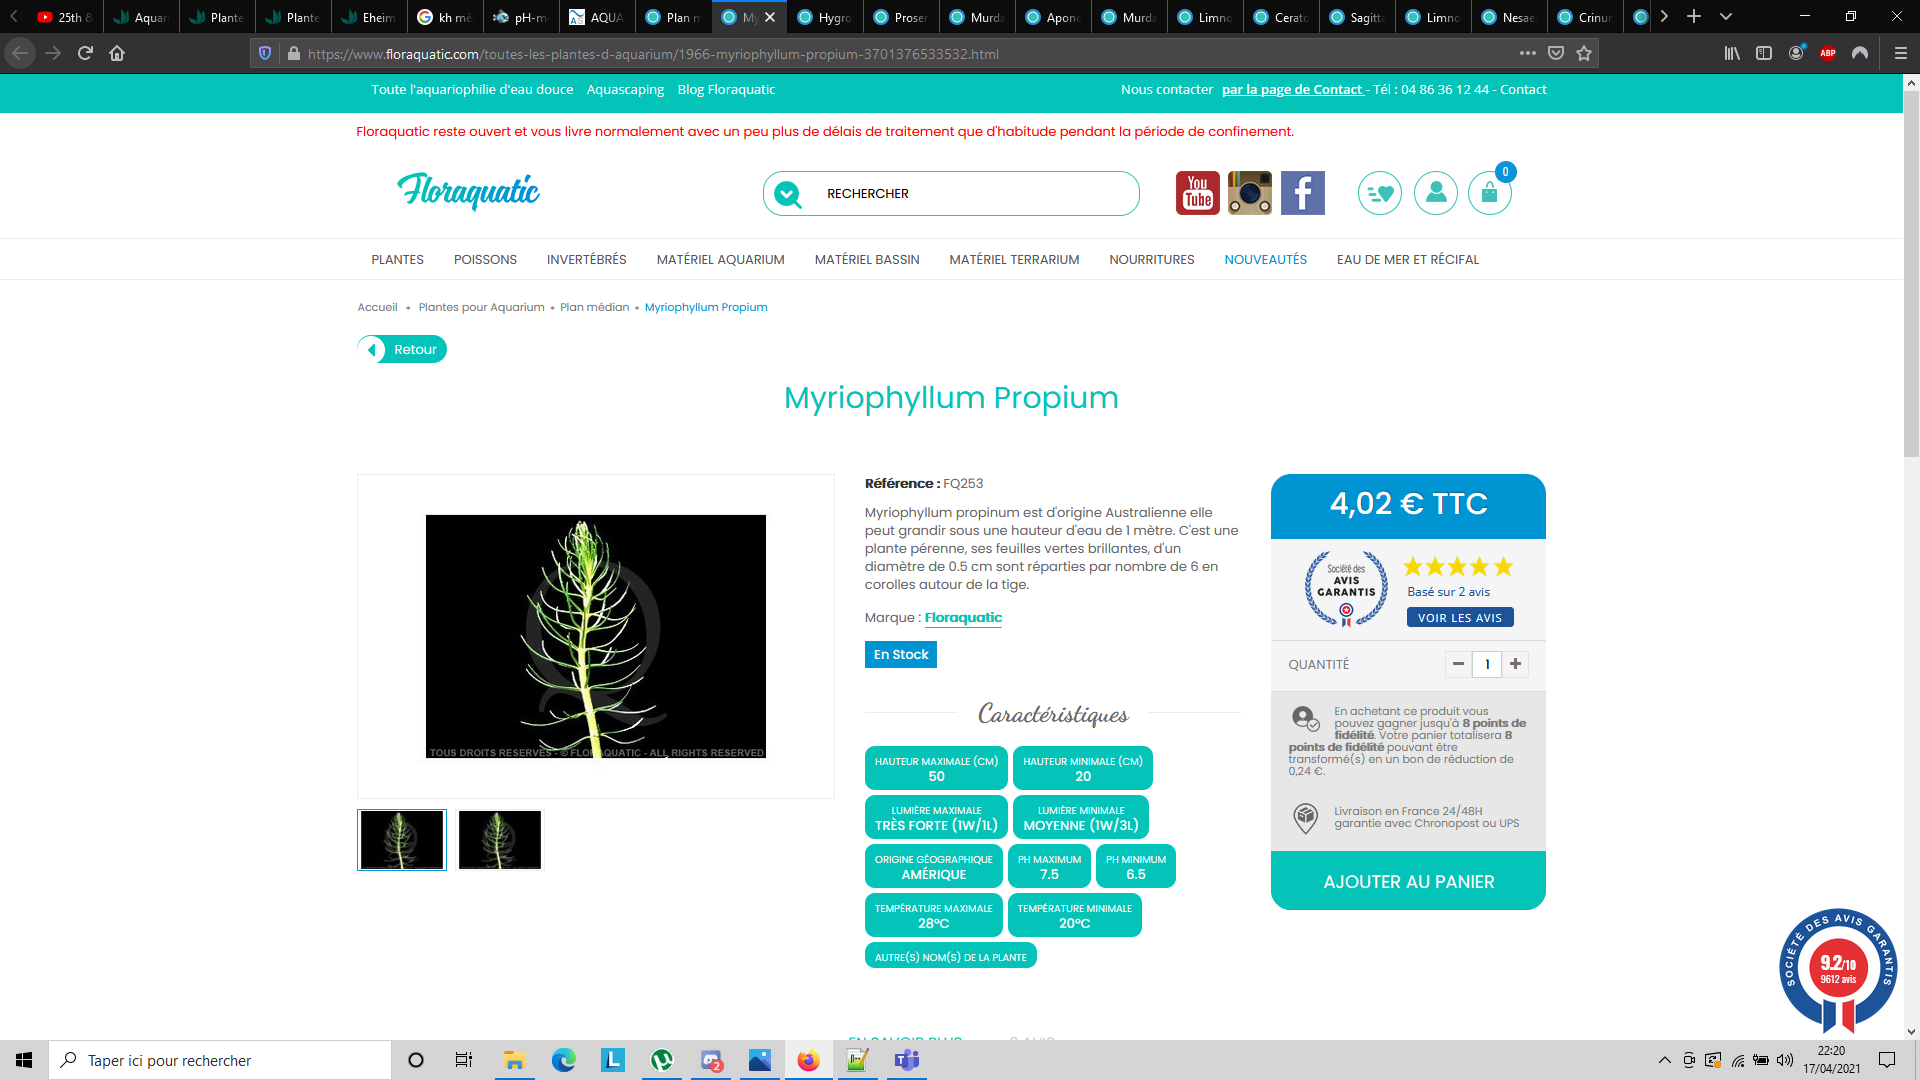 25th &
Aquar
Plante
Plante
Eheim
kh mè
pH-m
AQUA
Plan m
My
Hygro
Proser
Murda
Apono
Murda
Limno
Cerato
Sagitta
Limno
Nesae
Crinur
https://www.floraquatic.com/toutes-les-plantes-d-aquarium/1966-myriophyllum-propium-3701376533532.html
ABP
Toute l'aquariophilie d'eau douce
Aquascaping
Blog Floraquatic
Nous contacter par la page de Contact - Tél : 04 86 36 12 44 - Contact
Floraquatic reste ouvert et vous livre normalement avec un peu plus de délais de traitement que d'habitude pendant la période de confinement.
Floraquatic
RECHERCHER
You
Tube
f
0
PLANTES
POISSONS
INVERTÉBRÉS
MATÉRIEL AQUARIUM
MATÉRIEL BASSIN
MATÉRIEL TERRARIUM
NOURRITURES
NOUVEAUTÉS
EAU DE MER ET RÉCIFAL
Accueil • Plantes pour Aquarium • Plan médian • Myriophyllum Propium
Retour
Myriophyllum Propium
TOUS DROITS RESERVES - © FLORAQUATIC - ALL RIGHTS RESERVED
Référence : FQ253
Myriophyllum propinum est d'origine Australienne elle
peut grandir sous une hauteur d'eau de 1 mètre. C'est une
plante pérenne, ses feuilles vertes brillantes, d'un
diamètre de 0.5 cm sont réparties par nombre de 6 en
corolles autour de la tige.
Marque : Floraquatic
En Stock
Caractéristiques
HAUTEUR MAXIMALE (CM)
50
HAUTEUR MINIMALE (CM)
20
LUMIÈRE MAXIMALE
TRÈS FORTE (1W/1L)
LUMIÈRE MINIMALE
MOYENNE (1W/3L)
ORIGINE GÉOGRAPHIQUE
AMÉRIQUE
PH MAXIMUM
7.5
PH MINIMUM
6.5
TEMPÉRATURE MAXIMALE
28°C
TEMPÉRATURE MINIMALE
20°C
AUTRE(S) NOM(S) DE LA PLANTE
4,02 € TTC
Société des
AVIS
GARANTIS
Basé sur 2 avis
VOIR LES AVIS
QUANTITÉ
1
En achetant ce produit vous
pouvez gagner jusqu'à 8 points de
fidélité. Votre panier totalisera 8
points de fidélité pouvant être
transformé(s) en un bon de réduction de
0,24 €.
Livraison en France 24/48H
garantie avec Chronopost ou UPS
AJOUTER AU PANIER
SOCIÉTÉ DES AVIS GARANTIS
9.2/10
9612 avis
EN SAVOIR PLUS
Taper ici pour rechercher
L
2
22:20
17/04/2021